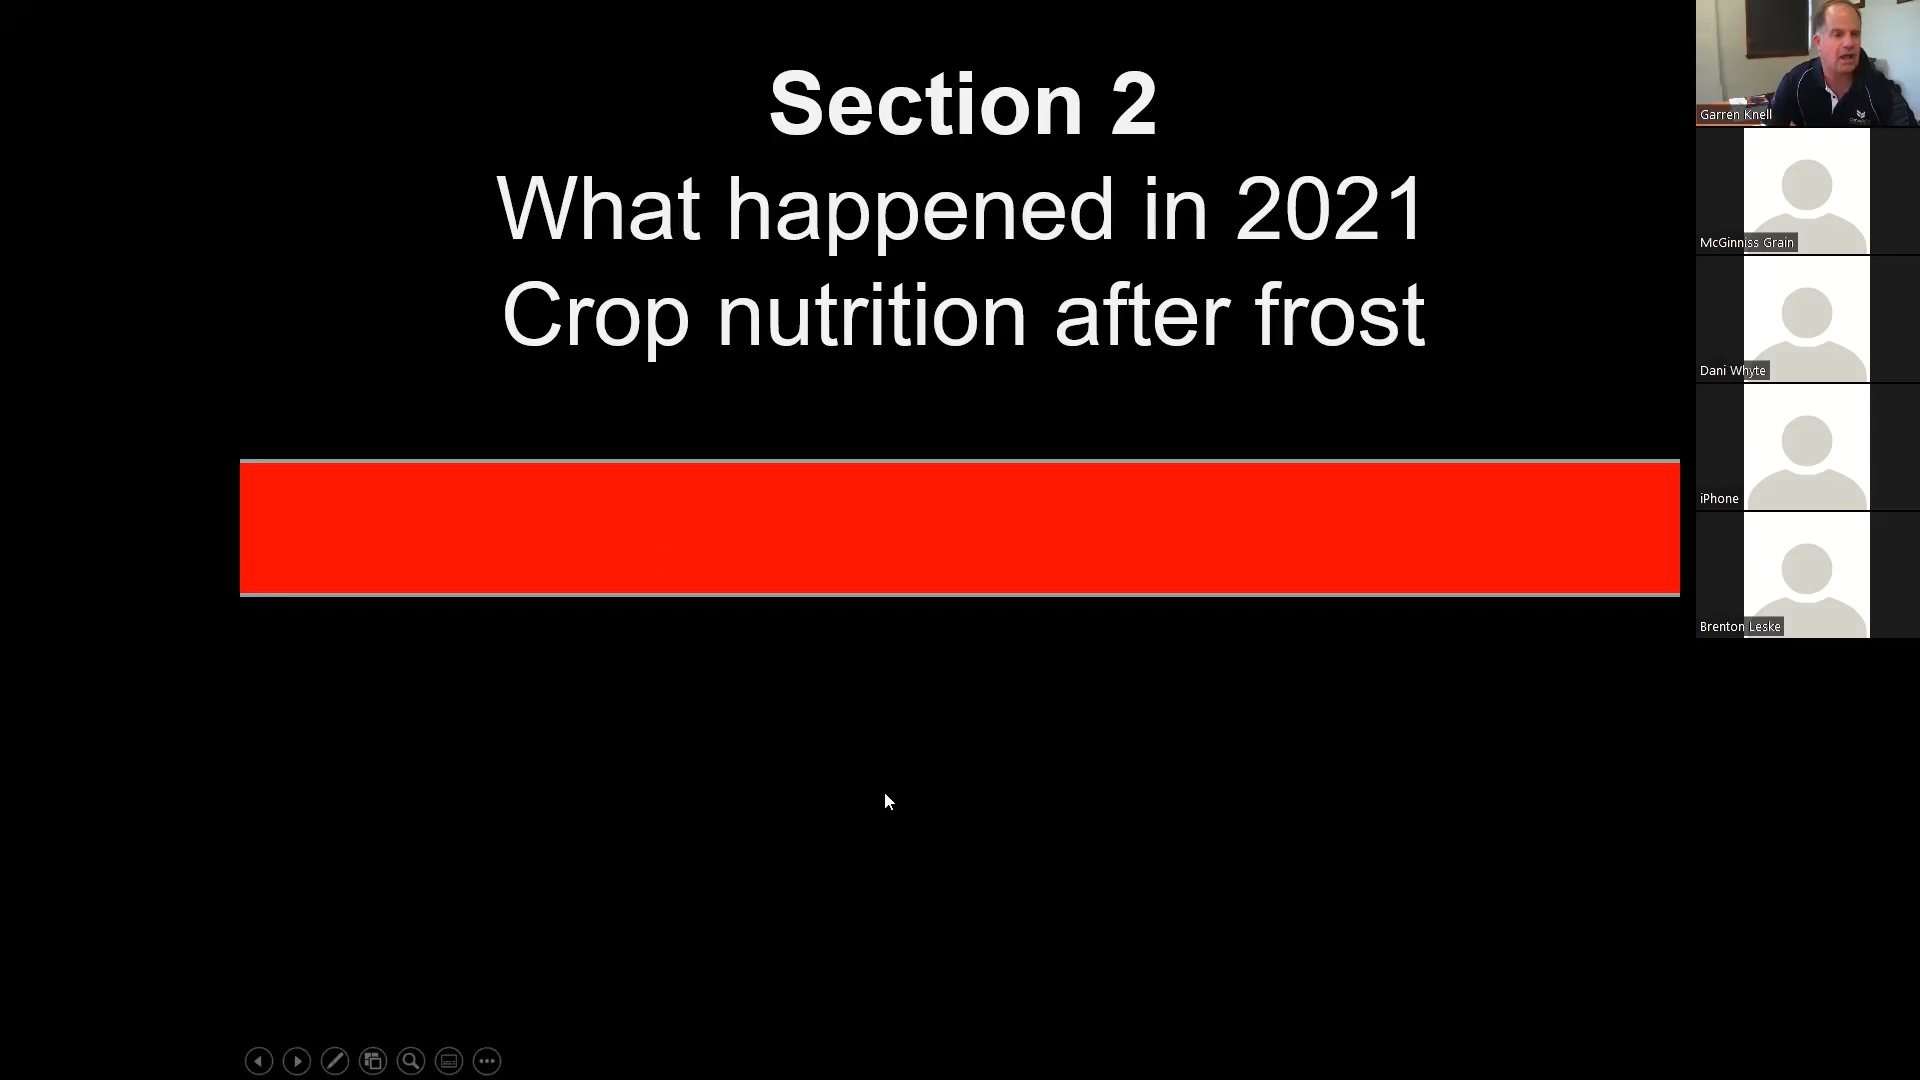 Section 2
What happened in 2021
Crop nutrition after frost
Garren Knell
McGinniss Grain
Dani Whyte
iPhone
Brenton Leske